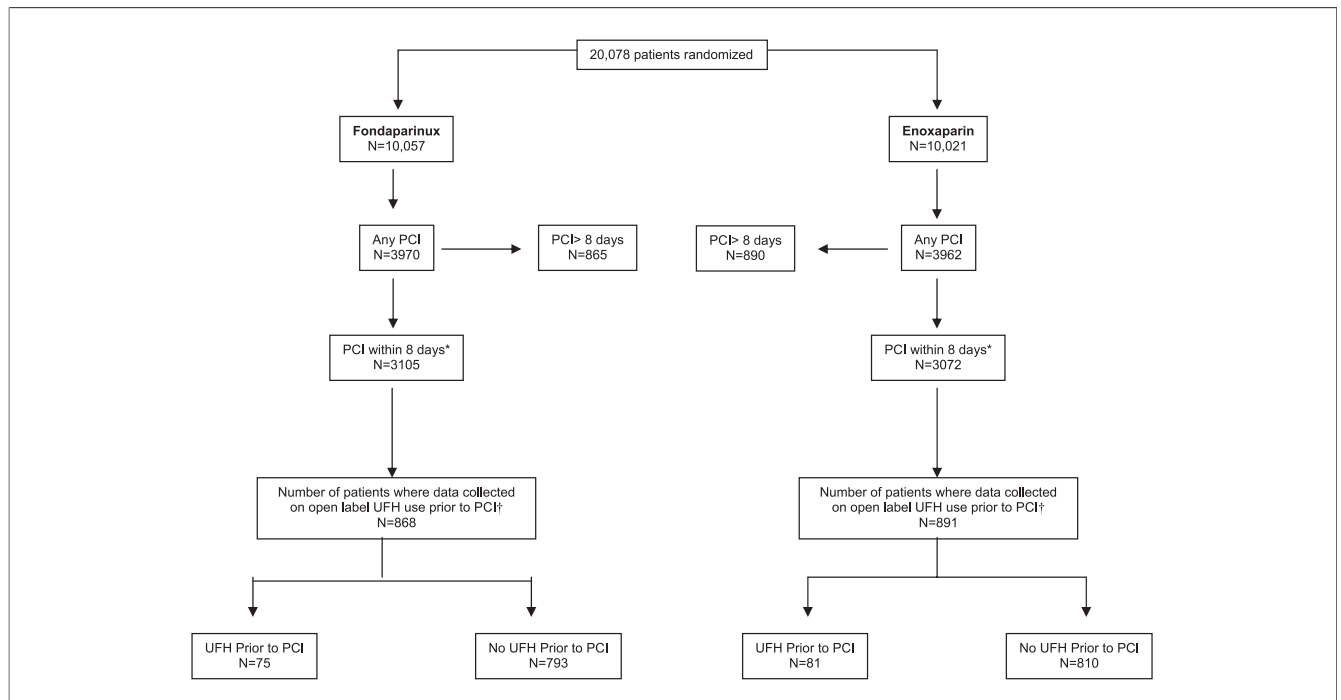 20,078 patients randomized
Fondaparinux
N=10,057
Enoxaparin
N=10,021
Any PCI
N=3970
PCI> 8 days
N=865
PCI> 8 days
N=890
Any PCI
N=3962
PCI within 8 days*
N=3105
PCI within 8 days*
N=3072
Number of patients where data collected
on open label UFH use prior to PCI†
N=868
Number of patients where data collected
on open label UFH use prior to PCI†
N=891
UFH Prior to PCI
N=75
No UFH Prior to PCI
N=793
UFH Prior to PCI
N=81
No UFH Prior to PCI
N=810